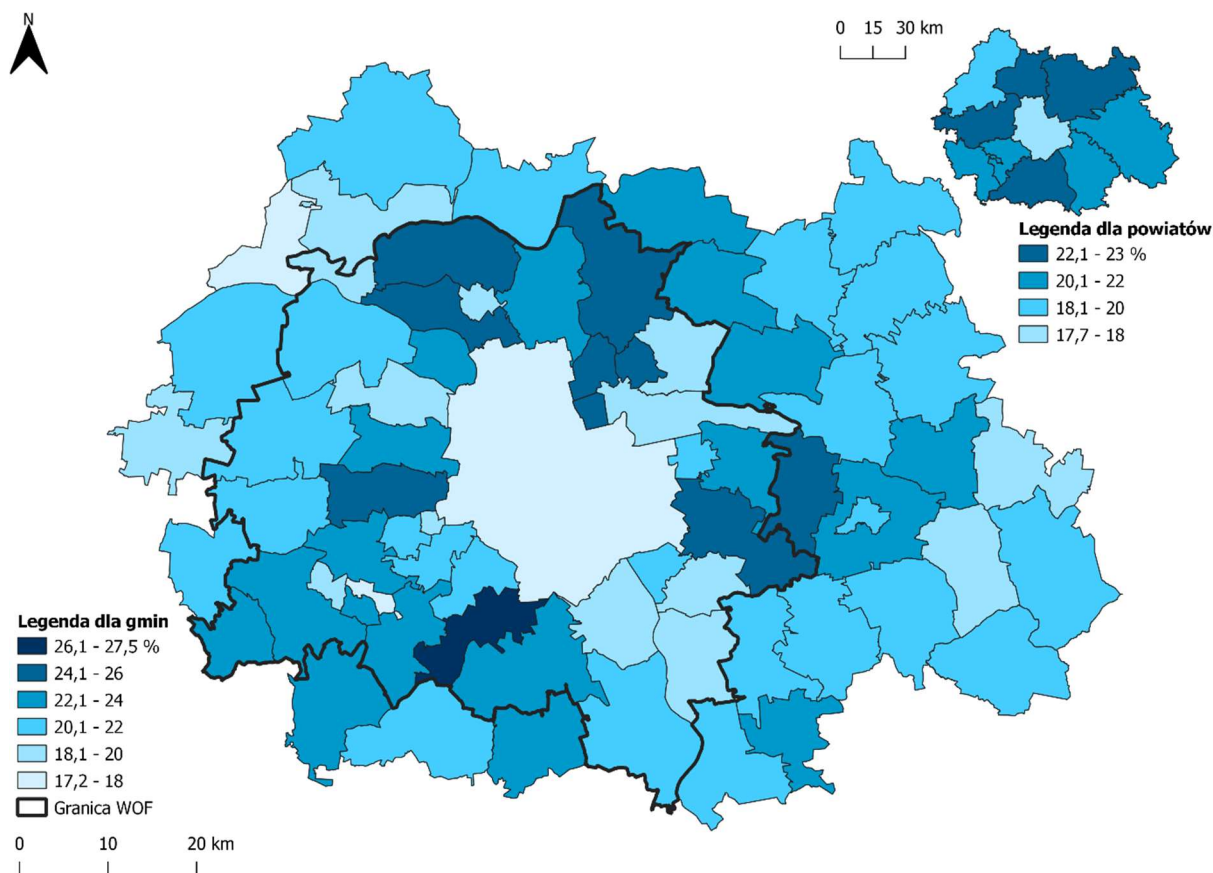 N
0 15 30 km
Legenda dla powiatów
22,1 - 23 %
20,1 - 22
18,1 - 20
17,7 - 18
Legenda dla gmin
26,1 - 27,5 %
24,1 - 26
22,1 - 24
20,1 - 22
18,1 - 20
17,2 - 18
Granica WOF
0 10 20 km